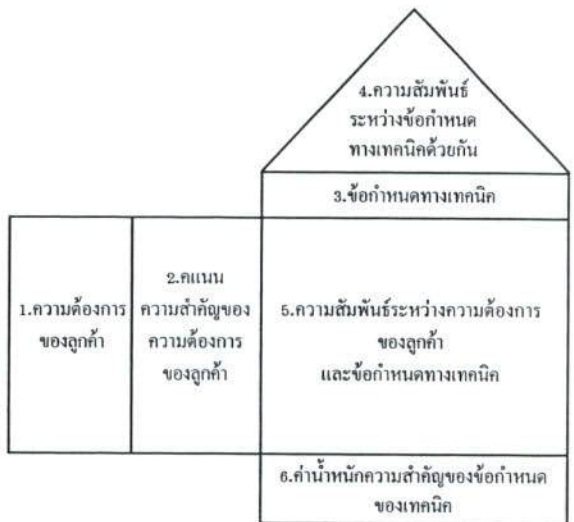 4.ความสัมพันธ์
ระหว่างข้อกำหนด
ทางเทคนิคด้วยกัน
3.ข้อกำหนดทางเทคนิค
1.ความต้องการ
ของลูกค้า
2.คแนน
ความสำคัญของ
ความต้องการ
ของลูกค้า
5.ความสัมพันธ์ระหว่างความต้องการ
ของลูกค้า
และข้อกำหนดทางเทคนิค
6.ค่าน้ำหนักความสำคัญของข้อกำหนด
ของเทคนิค